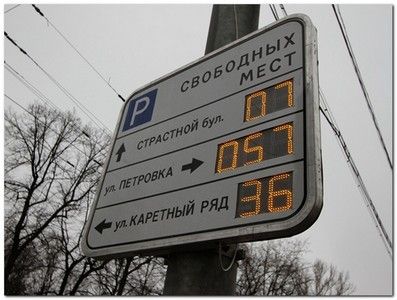 P СВОБОДНЫХ
МЕСТ
СТРАСТНОЙ бул. 07
ул. ПЕТРОВКА 057
ул. КАРЕТНЫЙ РЯД 36